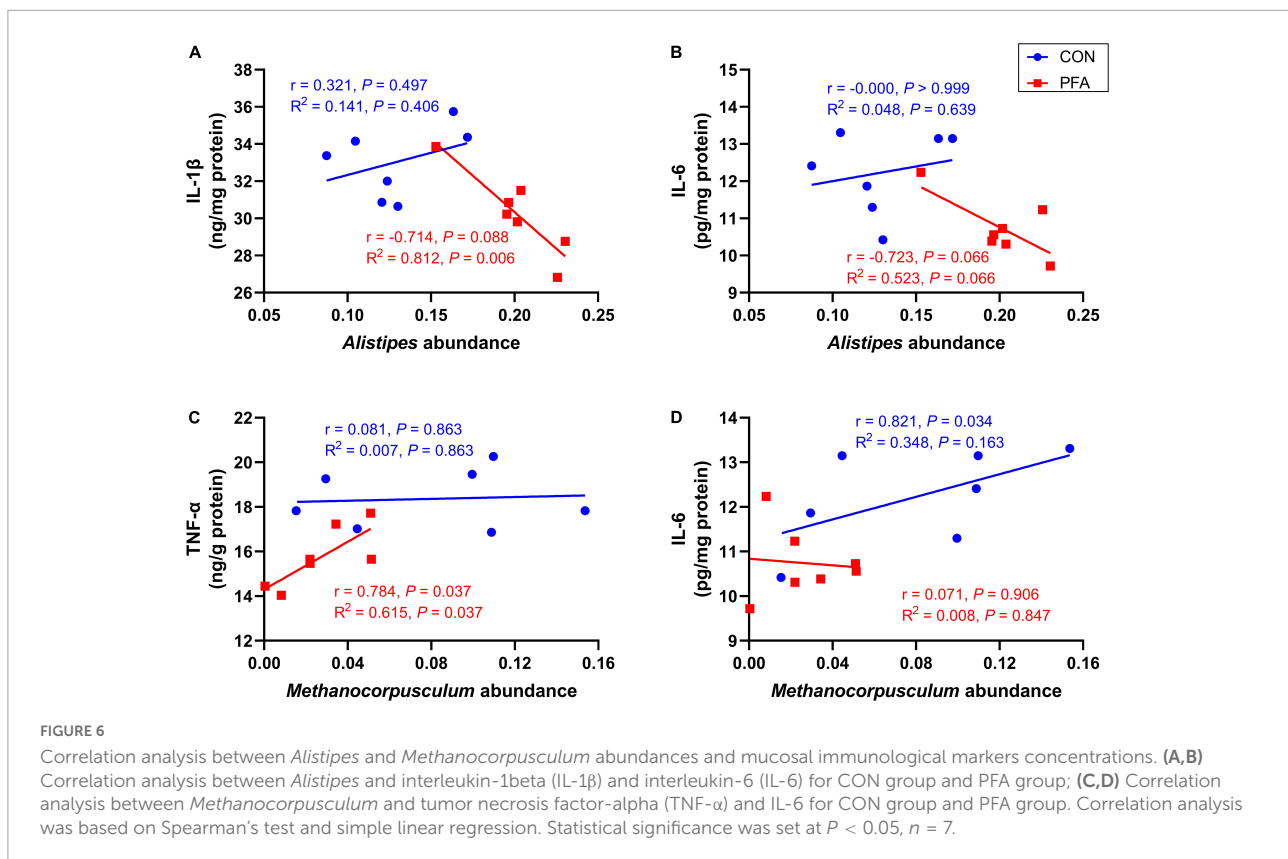 A
38
36
34
32
30
28
26
IL-1β
(ng/mg protein)
r = 0.321, P = 0.497
R² = 0.141, P = 0.406
r = -0.714, P = 0.088
R² = 0.812, P = 0.006
0.05
0.10
0.15
0.20
0.25
Alistipes abundance
B
15
14
13
12
11
10
9
IL-6
(pg/mg protein)
r = -0.000, P > 0.999
R² = 0.048, P = 0.639
CON
PFA
r = -0.723, P = 0.066
R² = 0.523, P = 0.066
0.05
0.10
0.15
0.20
0.25
Alistipes abundance
C
22
20
18
16
14
12
TNF-α
(ng/g protein)
r = 0.081, P = 0.863
R² = 0.007, P = 0.863
r = 0.784, P = 0.037
R² = 0.615, P = 0.037
0.00
0.04
0.08
0.12
0.16
Methanocorpusculum abundance
D
14
13
12
11
10
9
IL-6
(pg/mg protein)
r = 0.821, P = 0.034
R² = 0.348, P = 0.163
r = 0.071, P = 0.906
R² = 0.008, P = 0.847
0.00
0.04
0.08
0.12
0.16
Methanocorpusculum abundance
FIGURE 6
Correlation analysis between Alistipes and Methanocorpusculum abundances and mucosal immunological markers concentrations. (A,B)
Correlation analysis between Alistipes and interleukin-1beta (IL-1β) and interleukin-6 (IL-6) for CON group and PFA group; (C,D) Correlation
analysis between Methanocorpusculum and tumor necrosis factor-alpha (TNF-α) and IL-6 for CON group and PFA group. Correlation analysis
was based on Spearman's test and simple linear regression. Statistical significance was set at P < 0.05, n = 7.